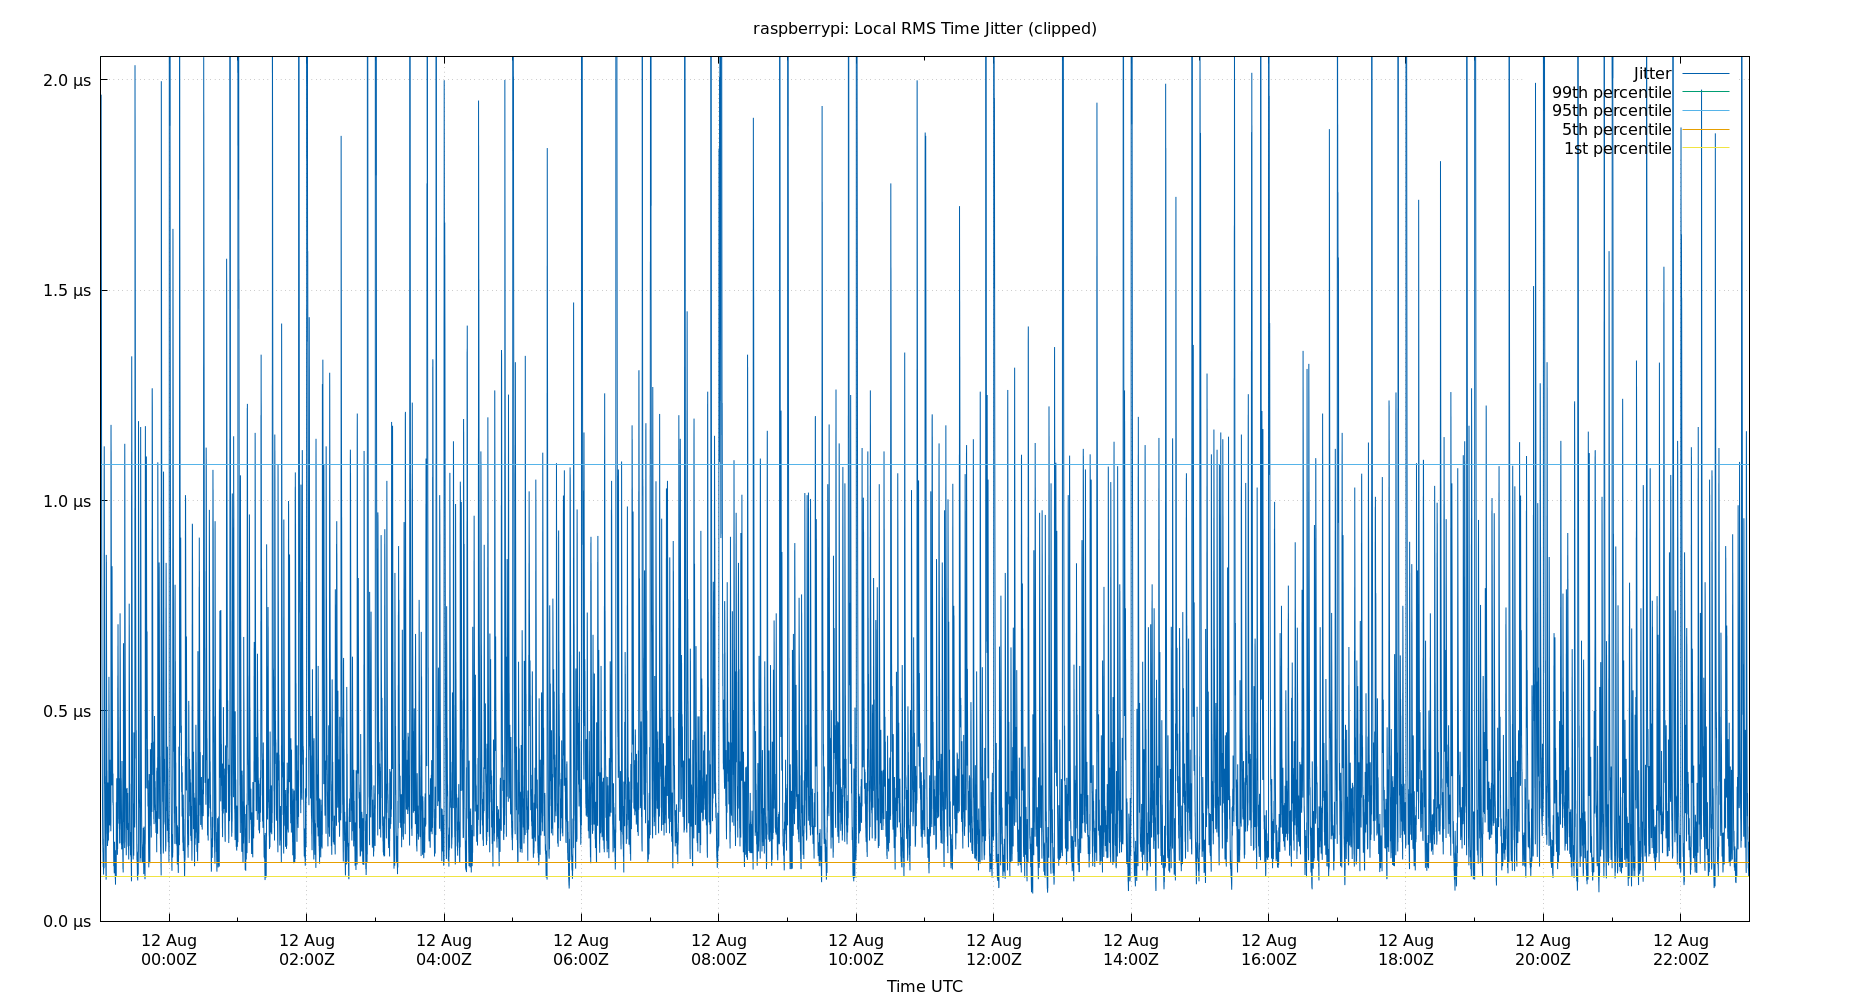 raspberrypi: Local RMS Time Jitter (clipped)
2.0 µs
1.5 µs
1.0 µs
0.5 µs
0.0 µs
Jitter
99th percentile
95th percentile
5th percentile
1st percentile
12 Aug 12 Aug 12 Aug 12 Aug 12 Aug 12 Aug 12 Aug 12 Aug 12 Aug 12 Aug 12 Aug 12 Aug
00:00Z 02:00Z 04:00Z 06:00Z 08:00Z 10:00Z 12:00Z 14:00Z 16:00Z 18:00Z 20:00Z 22:00Z
Time UTC